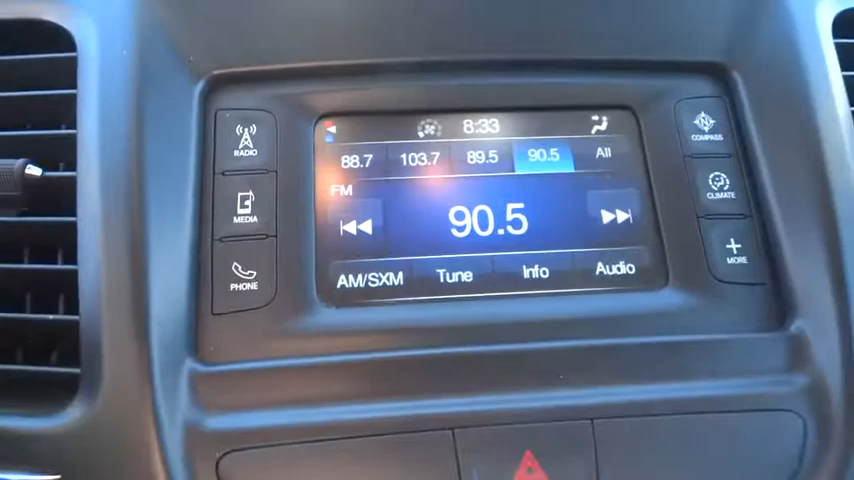 8:33
88.7 103.7 89.5 90.5 All
FM
90.5
AM/SXM Tune Info Audio
RADIO
MEDIA
PHONE
N
COMPASS
CLIMATE
MORE